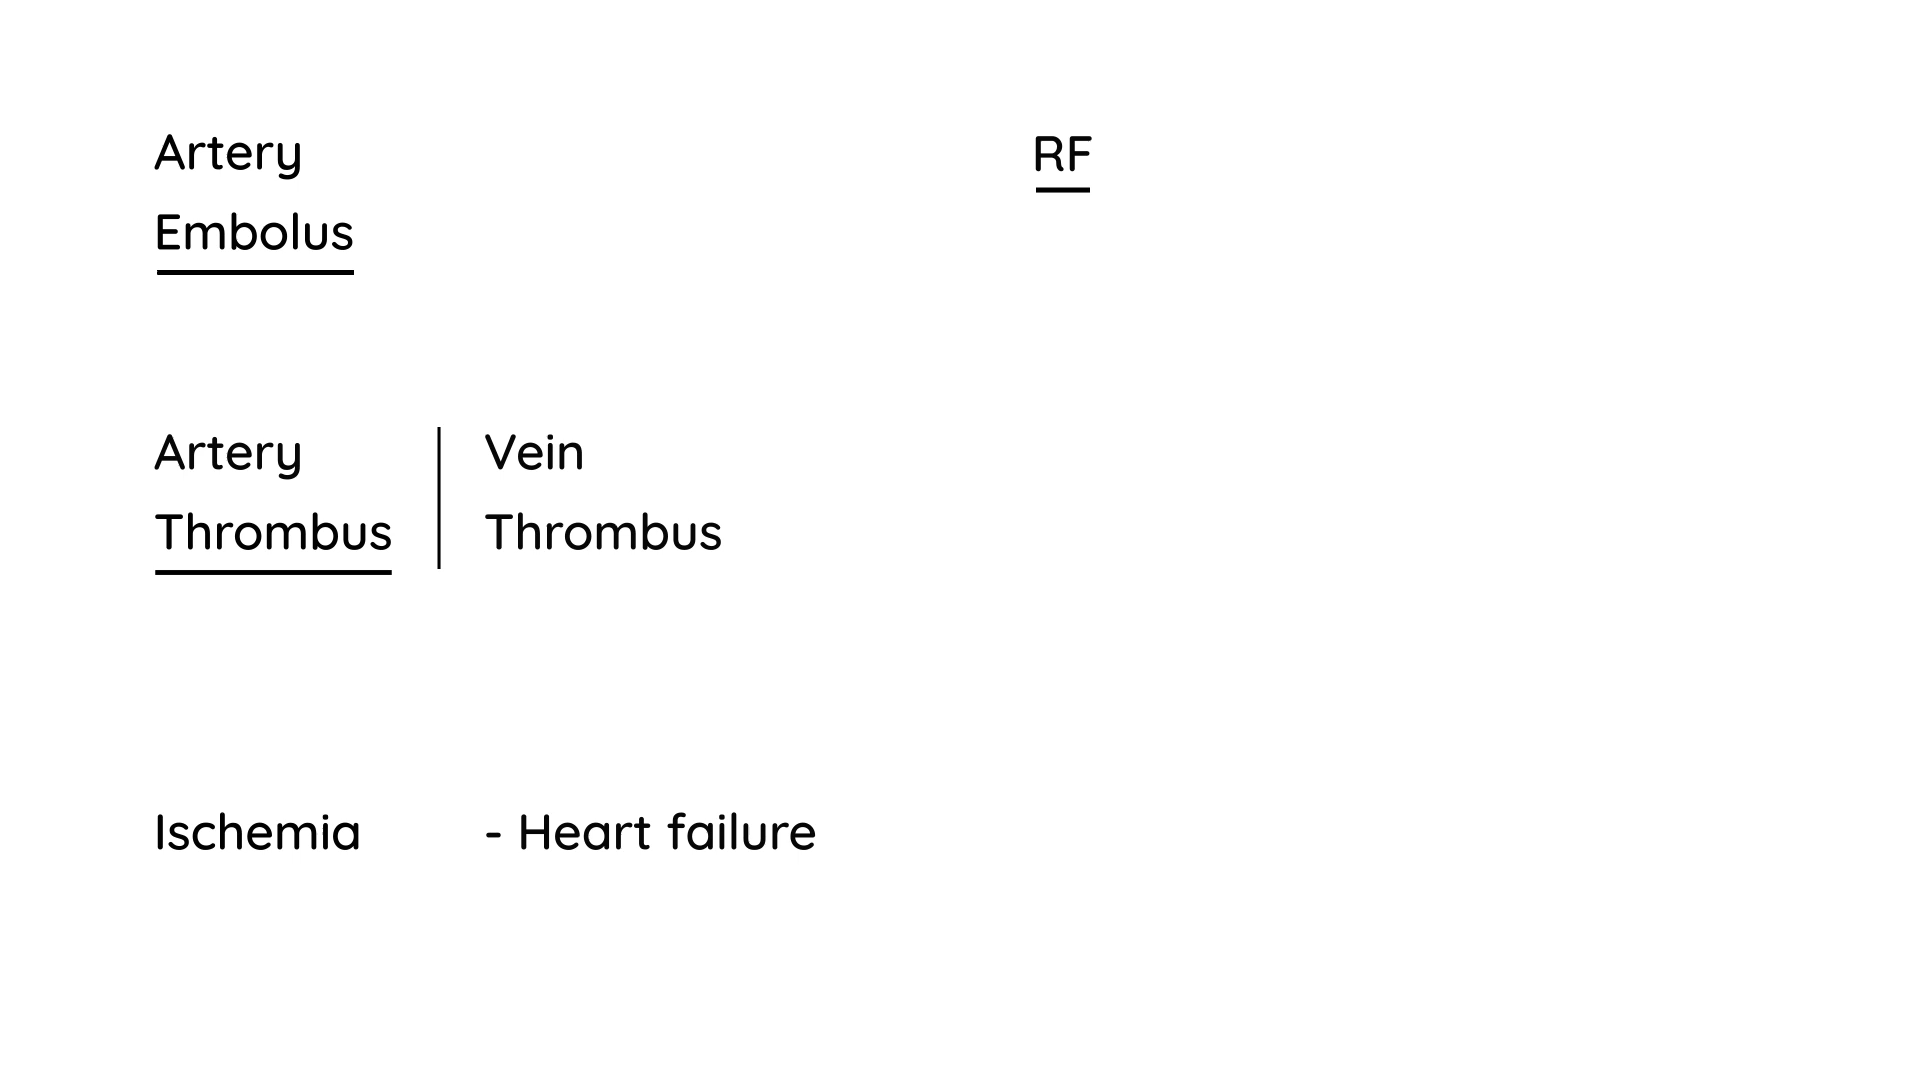 Artery
Embolus
RF
Artery
Thrombus
Vein
Thrombus
Ischemia - Heart failure